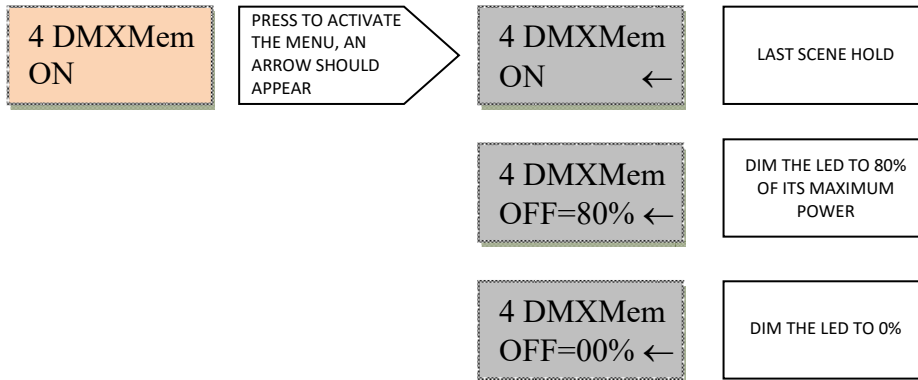 4 DMXMem
ON
PRESS TO ACTIVATE
THE MENU, AN
ARROW SHOULD
APPEAR
4 DMXMem
ON ←
LAST SCENE HOLD
4 DMXMem
OFF=80% ←
DIM THE LED TO 80%
OF ITS MAXIMUM
POWER
4 DMXMem
OFF=00% ←
DIM THE LED TO 0%